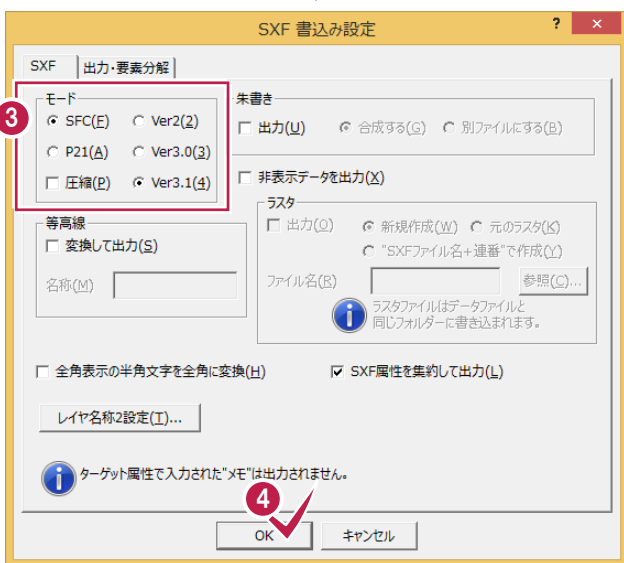 SXF 書込み設定
? ×
SXF 出力・要素分解
3
モード
SFC(F) Ver2(2)
P21(A) Ver3.0(3)
圧縮(P) Ver3.1(4)
朱書き
出力(U) 合成する(G) 別ファイルにする(B)
非表示データを出力(X)
等高線
変換して出力(S)
名称(M)
ラスタ
出力(O) 新規作成(W) 元のラスタ(K)
"SXFファイル名+連番"で作成(Y)
ファイル名(R) 参照(C)...
ラスタファイルはデータファイルと
同じフォルダーに書き込まれます。
全角表示の半角文字を全角に変換(H) SXF属性を集約して出力(L)
レイヤ名称2設定(T)...
ターゲット属性で入力された"メモ"は出力されません。
4
OK キャンセル